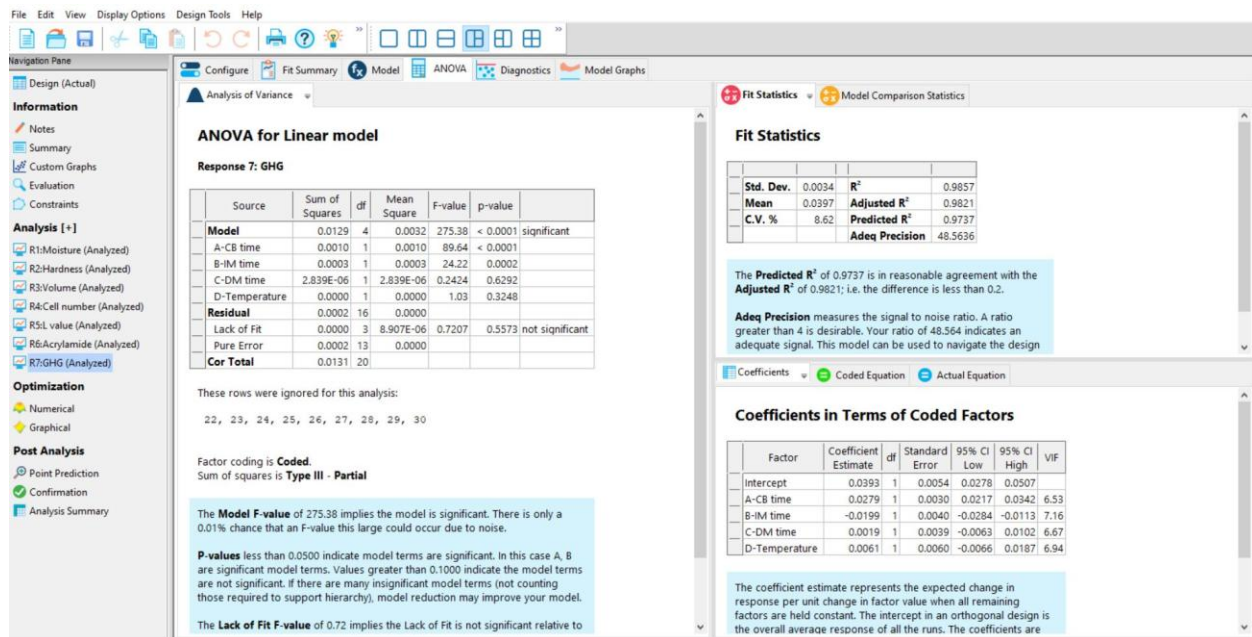 File Edit View Display Options Design Tools Help
Navigation Pane
Design (Actual)
Information
Notes
Summary
Custom Graphs
Evaluation
Constraints
Analysis [+]
R1:Moisture (Analyzed)
R2:Hardness (Analyzed)
R3:Volume (Analyzed)
R4:Cell number (Analyzed)
R5:L value (Analyzed)
R6:Acrylamide (Analyzed)
R7:GHG (Analyzed)
Optimization
Numerical
Graphical
Post Analysis
Point Prediction
Confirmation
Analysis Summary
Configure Fit Summary Model ANOVA Diagnostics Model Graphs
Analysis of Variance
ANOVA for Linear model
Response 7: GHG
Source Sum of Squares df Mean Square F-value p-value
Model 0.0129 4 0.0032 275.38 < 0.0001 significant
A-CB time 0.0010 1 0.0010 89.64 < 0.0001
B-IM time 0.0003 1 0.0003 24.22 0.0002
C-DM time 2.839E-06 1 2.839E-06 0.2424 0.6292
D-Temperature 0.0000 1 0.0000 1.03 0.3248
Residual 0.0002 16 0.0000
Lack of Fit 0.0000 3 8.907E-06 0.7207 0.5573 not significant
Pure Error 0.0002 13 0.0000
Cor Total 0.0131 20
These rows were ignored for this analysis:
22, 23, 24, 25, 26, 27, 28, 29, 30
Factor coding is Coded.
Sum of squares is Type III - Partial
The Model F-value of 275.38 implies the model is significant. There is only a
0.01% chance that an F-value this large could occur due to noise.
P-values less than 0.0500 indicate model terms are significant. In this case A, B
are significant model terms. Values greater than 0.1000 indicate the model terms
are not significant. If there are many insignificant model terms (not counting
those required to support hierarchy), model reduction may improve your model.
The Lack of Fit F-value of 0.72 implies the Lack of Fit is not significant relative to
Fit Statistics Model Comparison Statistics
Fit Statistics
Std. Dev. 0.0034 R² 0.9857
Mean 0.0397 Adjusted R² 0.9821
C.V. % 8.62 Predicted R² 0.9737
Adeq Precision 48.5636
The Predicted R² of 0.9737 is in reasonable agreement with the
Adjusted R² of 0.9821; i.e. the difference is less than 0.2.
Adeq Precision measures the signal to noise ratio. A ratio
greater than 4 is desirable. Your ratio of 48.564 indicates an
adequate signal. This model can be used to navigate the design
Coefficients Coded Equation Actual Equation
Coefficients in Terms of Coded Factors
Factor Coefficient Estimate df Standard Error 95% CI Low 95% CI High VIF
Intercept 0.0393 1 0.0054 0.0278 0.0507
A-CB time 0.0279 1 0.0030 0.0217 0.0342 6.53
B-IM time -0.0199 1 0.0040 -0.0284 -0.0113 7.16
C-DM time 0.0019 1 0.0039 -0.0063 0.0102 6.67
D-Temperature 0.0061 1 0.0060 -0.0066 0.0187 6.94
The coefficient estimate represents the expected change in
response per unit change in factor value when all remaining
factors are held constant. The intercept in an orthogonal design is
the overall average response of all the runs. The coefficients are